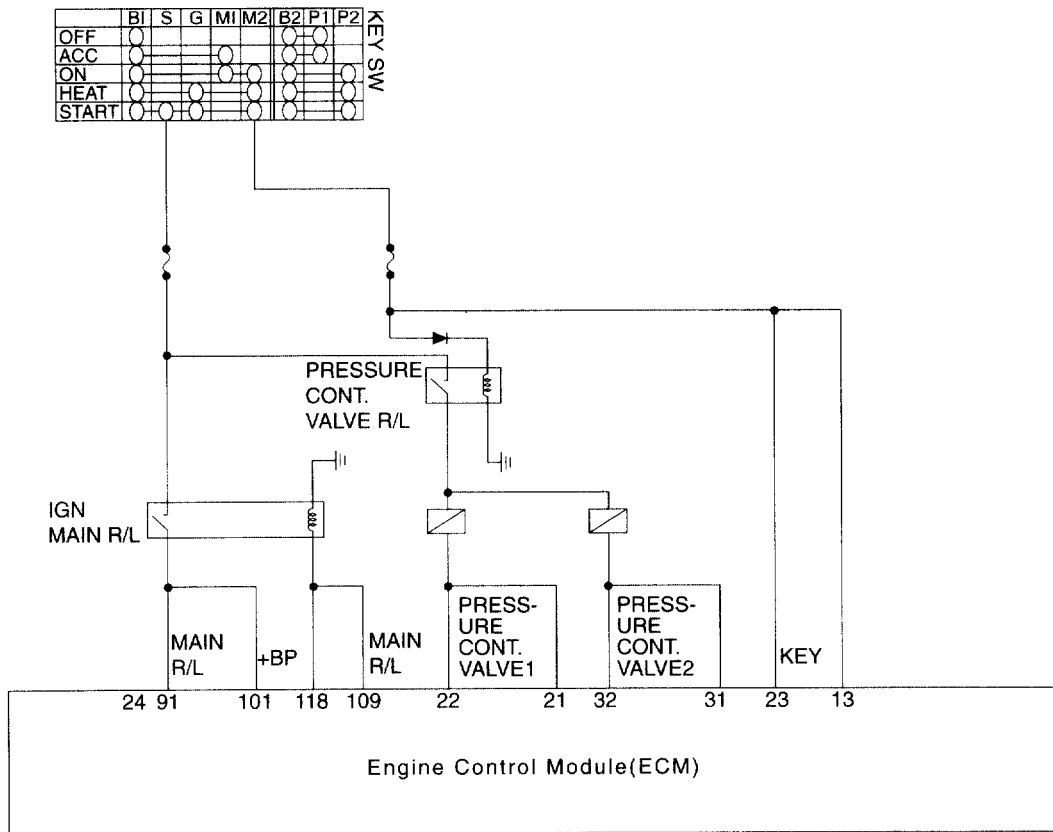 BI S G MI M2 B2 P1 P2
OFF
ACC
ON
HEAT
START
KEY SW
PRESSURE
CONT.
VALVE R/L
IGN
MAIN R/L
MAIN
R/L
+BP
MAIN
R/L
PRESS-
URE
CONT.
VALVE1
PRESS-
URE
CONT.
VALVE2
KEY
24 91 101 118 109 22 21 32 31 23 13
Engine Control Module(ECM)